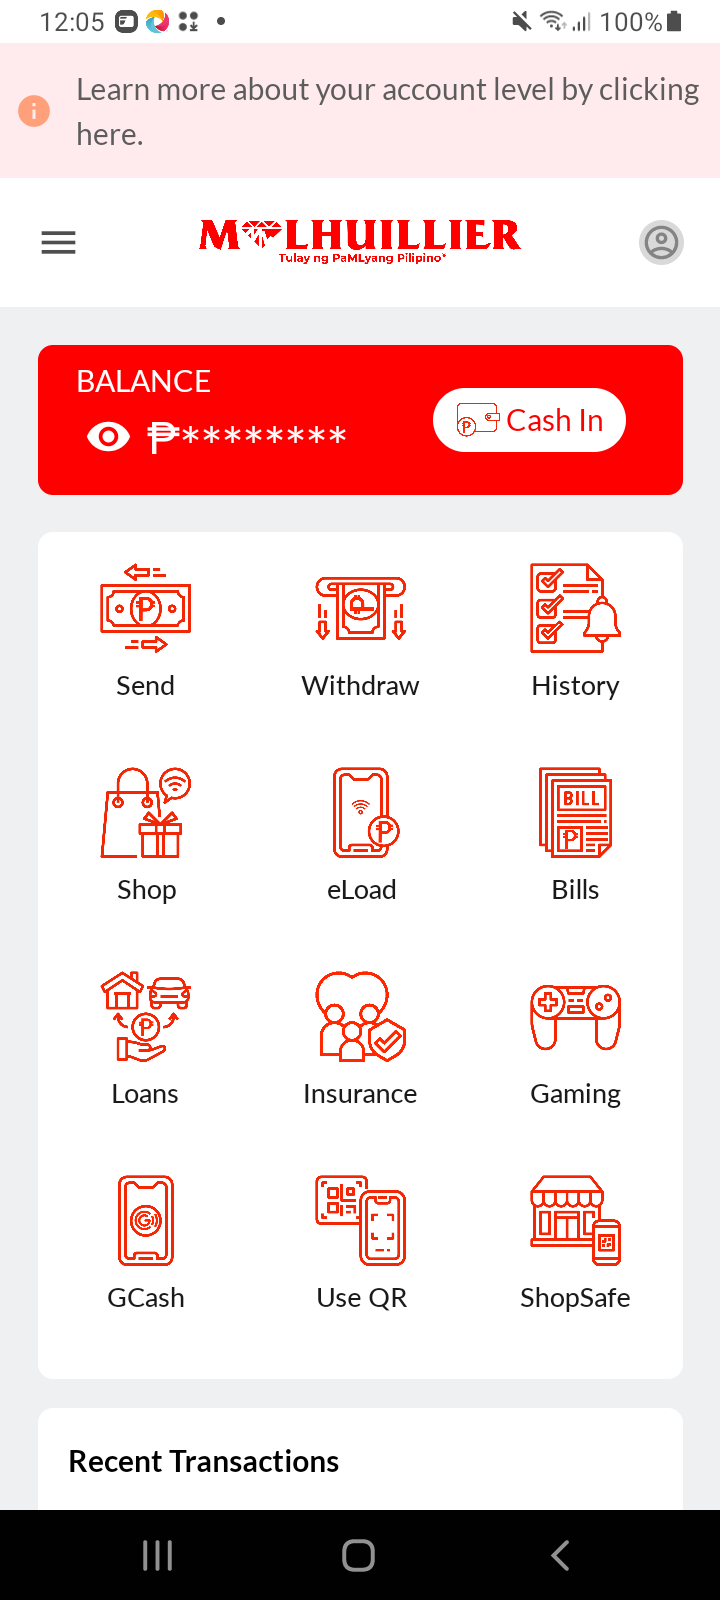 12:05
100%
Learn more about your account level by clicking
here.
M LHUILLIER
Tulay ng PaMLyang Pilipino
BALANCE
₱********
Cash In
Send
Withdraw
History
BILL
Shop
eLoad
Bills
Loans
Insurance
Gaming
GCash
Use QR
ShopSafe
Recent Transactions